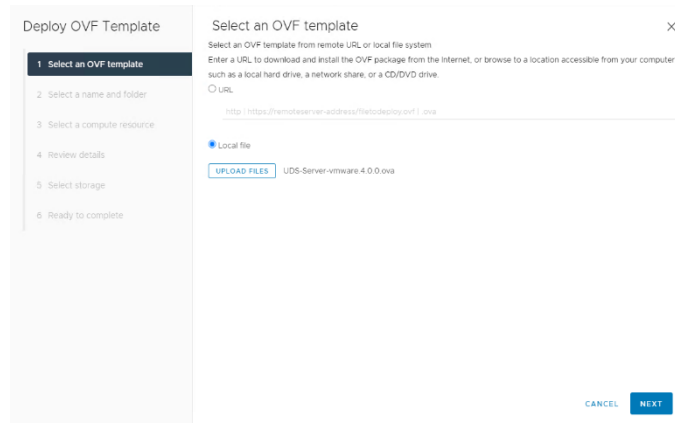 Deploy OVF Template
1 Select an OVF template
2 Select a name and folder
3 Select a compute resource
4 Review details
5 Select storage
6 Ready to complete
Select an OVF template
Select an OVF template from remote URL or local file system
Enter a URL to download and install the OVF package from the Internet, or browse to a location accessible from your computer
such as a local hard drive, a network share, or a CD/DVD drive.
URL
http | https://remoteserver-address/filetodeploy.ovf | .ova
Local file
UPLOAD FILES UDS-Server-vmware.4.0.0.ova
CANCEL NEXT